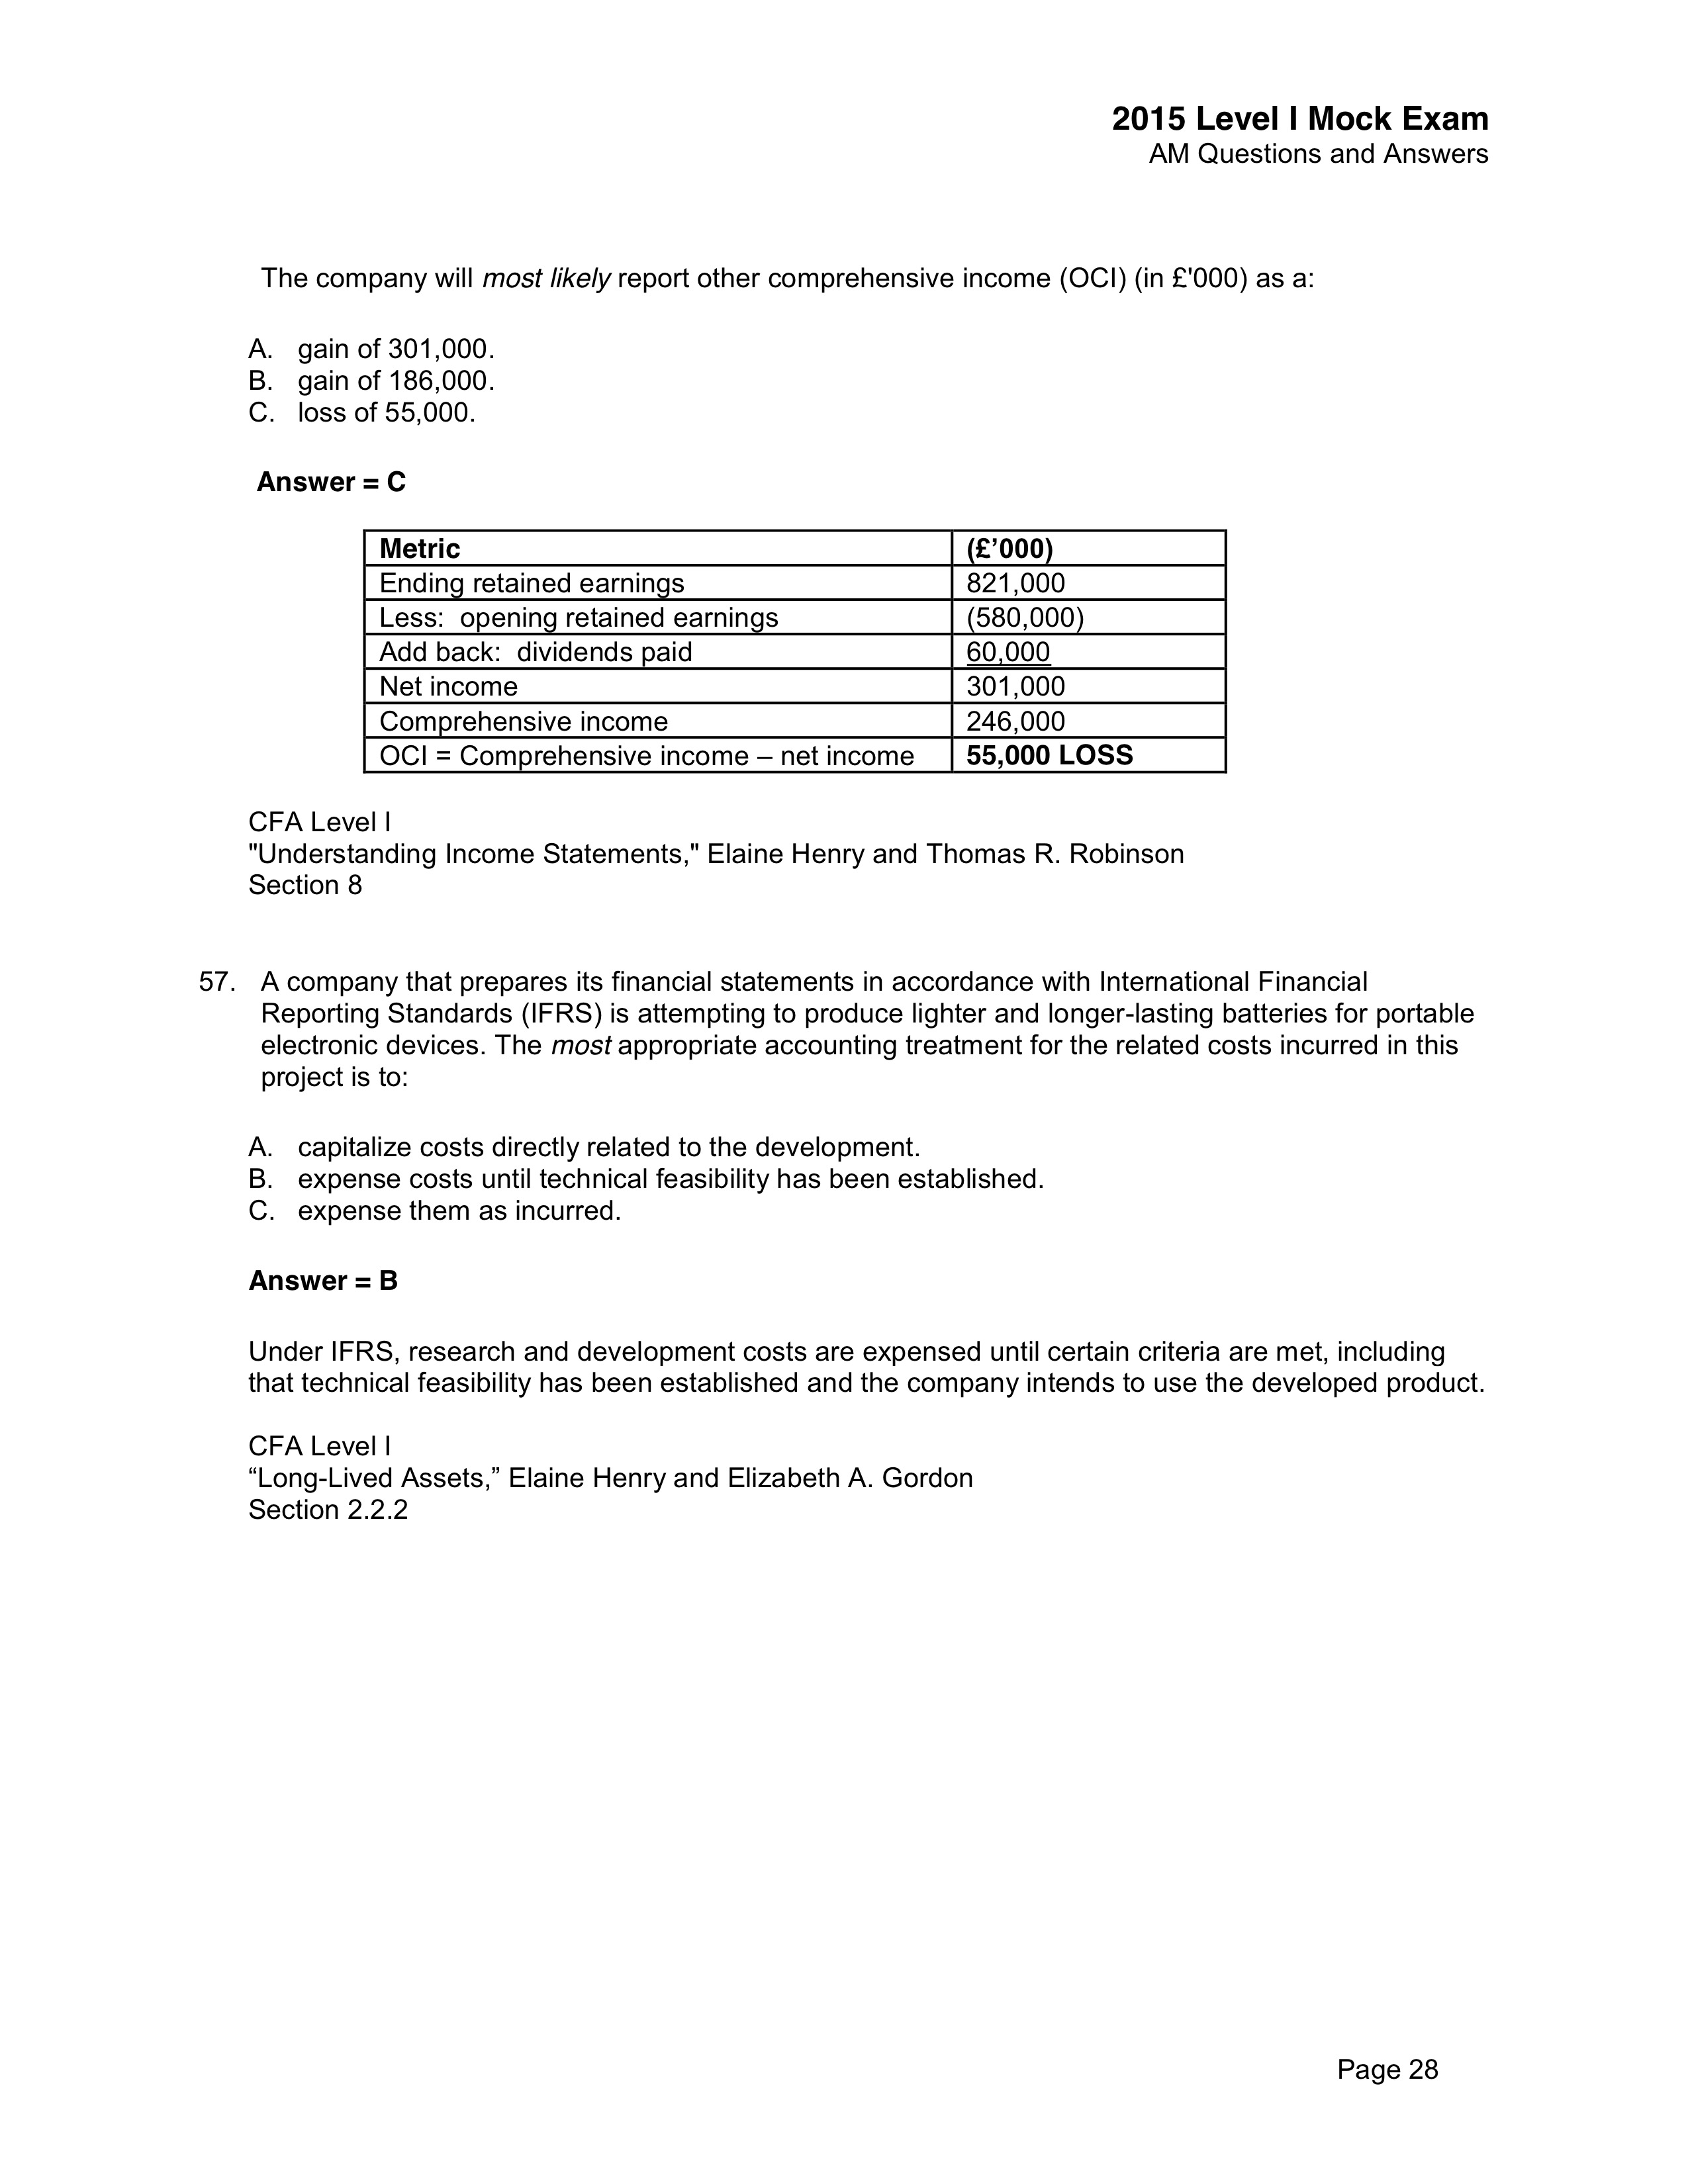 2015 Level I Mock Exam
AM Questions and Answers
The company will most likely report other comprehensive income (OCI) (in £'000) as a:
A. gain of 301,000.
B. gain of 186,000.
C. loss of 55,000.
Answer = C
Metric (£’000)
Ending retained earnings 821,000
Less: opening retained earnings (580,000)
Add back: dividends paid 60,000
Net income 301,000
Comprehensive income 246,000
OCI = Comprehensive income – net income 55,000 LOSS
CFA Level I
"Understanding Income Statements," Elaine Henry and Thomas R. Robinson
Section 8
57. A company that prepares its financial statements in accordance with International Financial
Reporting Standards (IFRS) is attempting to produce lighter and longer-lasting batteries for portable
electronic devices. The most appropriate accounting treatment for the related costs incurred in this
project is to:
A. capitalize costs directly related to the development.
B. expense costs until technical feasibility has been established.
C. expense them as incurred.
Answer = B
Under IFRS, research and development costs are expensed until certain criteria are met, including
that technical feasibility has been established and the company intends to use the developed product.
CFA Level I
“Long-Lived Assets,” Elaine Henry and Elizabeth A. Gordon
Section 2.2.2
Page 28